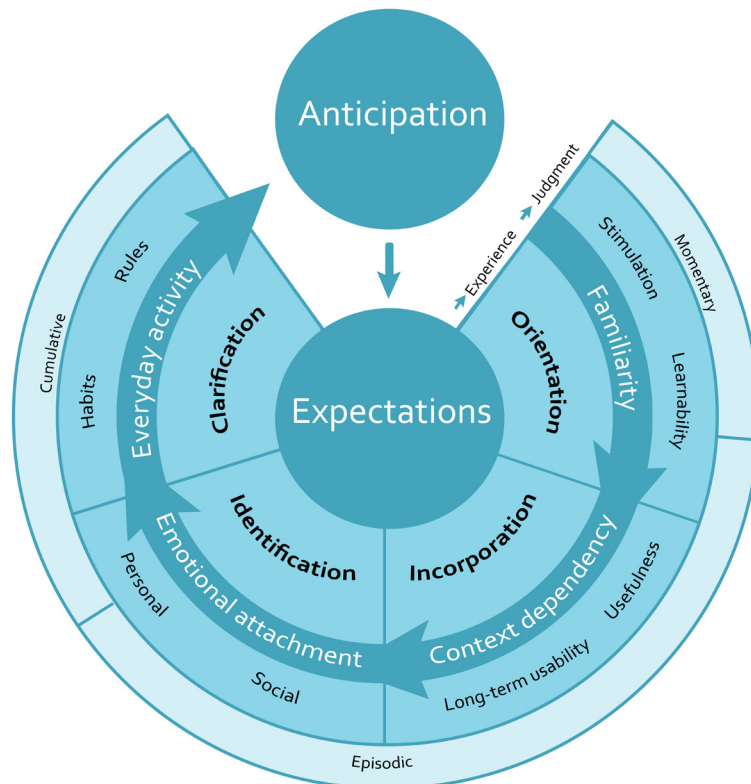 Anticipation
Expectations
Experience
Judgment
Orientation
Familiarity
Stimulation
Learnability
Momentary
Incorporation
Context dependency
Usefulness
Long-term usability
Episodic
Identification
Emotional attachment
Social
Personal
Clarification
Everyday activity
Habits
Rules
Cumulative